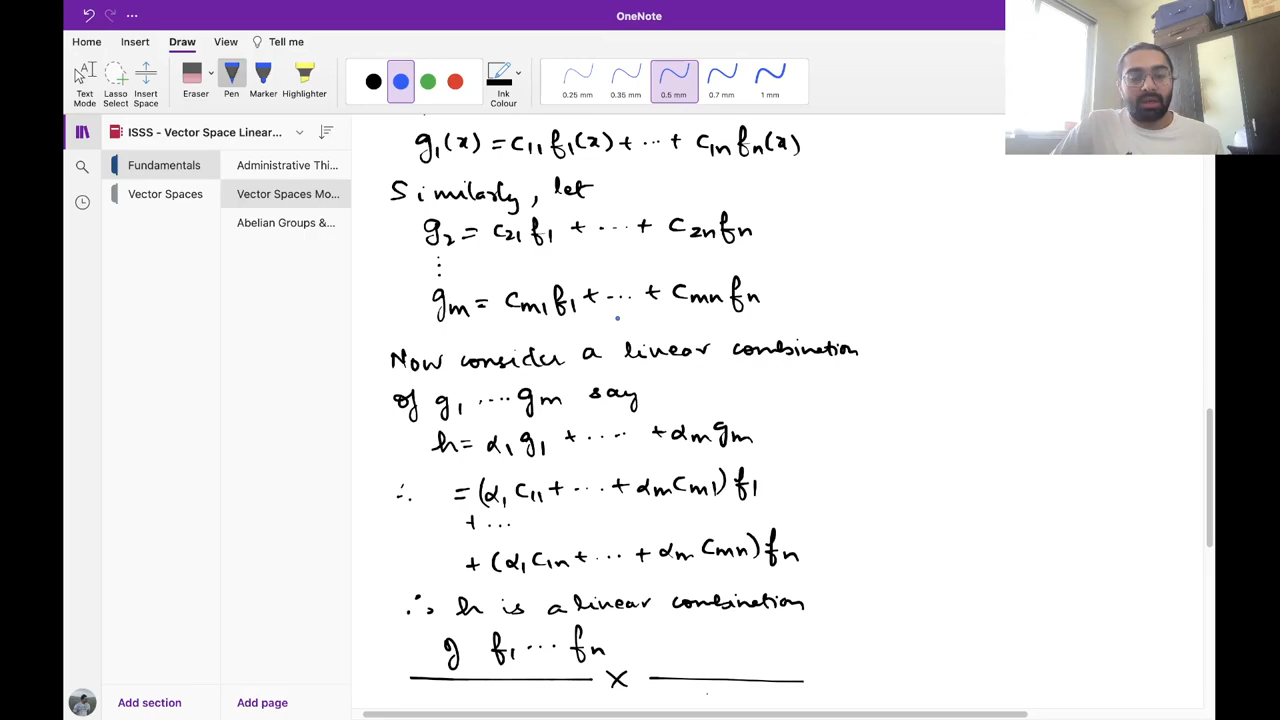 OneNote
Home Insert Draw View Tell me
Text Mode
Lasso Select
Insert Space
Eraser
Pen
Marker
Highlighter
Ink Colour
0.25 mm
0.35 mm
0.5 mm
0.7 mm
1 mm
ISSS - Vector Space Linear...
Fundamentals
Vector Spaces
Administrative Thi...
Vector Spaces Mo...
Abelian Groups &...
g₁(x) = c₁₁ f₁(x) + ... + c₁ₙ fₙ(x)
Similarly, let
g₂ = c₂₁ f₁ + ... + c₂ₙ fₙ
⋮
gₘ = cₘ₁ f₁ + ... + cₘₙ fₙ
Now consider a linear combination
of g₁ .... gₘ say
h = α₁ g₁ + .... + αₘ gₘ
∴ = (α₁ c₁₁ + ... + αₘ cₘ₁) f₁
+ ...
+ (α₁ c₁ₙ + ... + αₘ cₘₙ) fₙ
∴ h is a linear combination
of f₁ ... fₙ
X
Add section
Add page